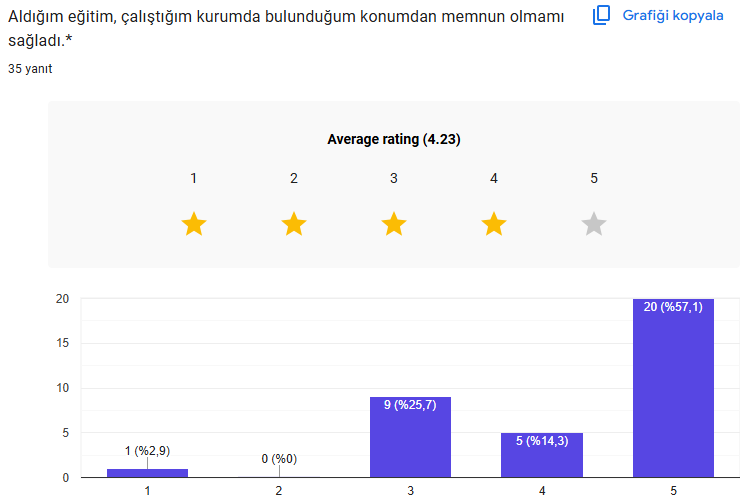 Aldığım eğitim, çalıştığım kurumda bulunduğum konumdan memnun olmamı
sağladı.*
Grafiği kopyala
35 yanıt
Average rating (4.23)
1 2 3 4 5
20
15
10
5
0
1 (%2,9)
0 (%0)
9 (%25,7)
5 (%14,3)
20 (%57,1)
1 2 3 4 5